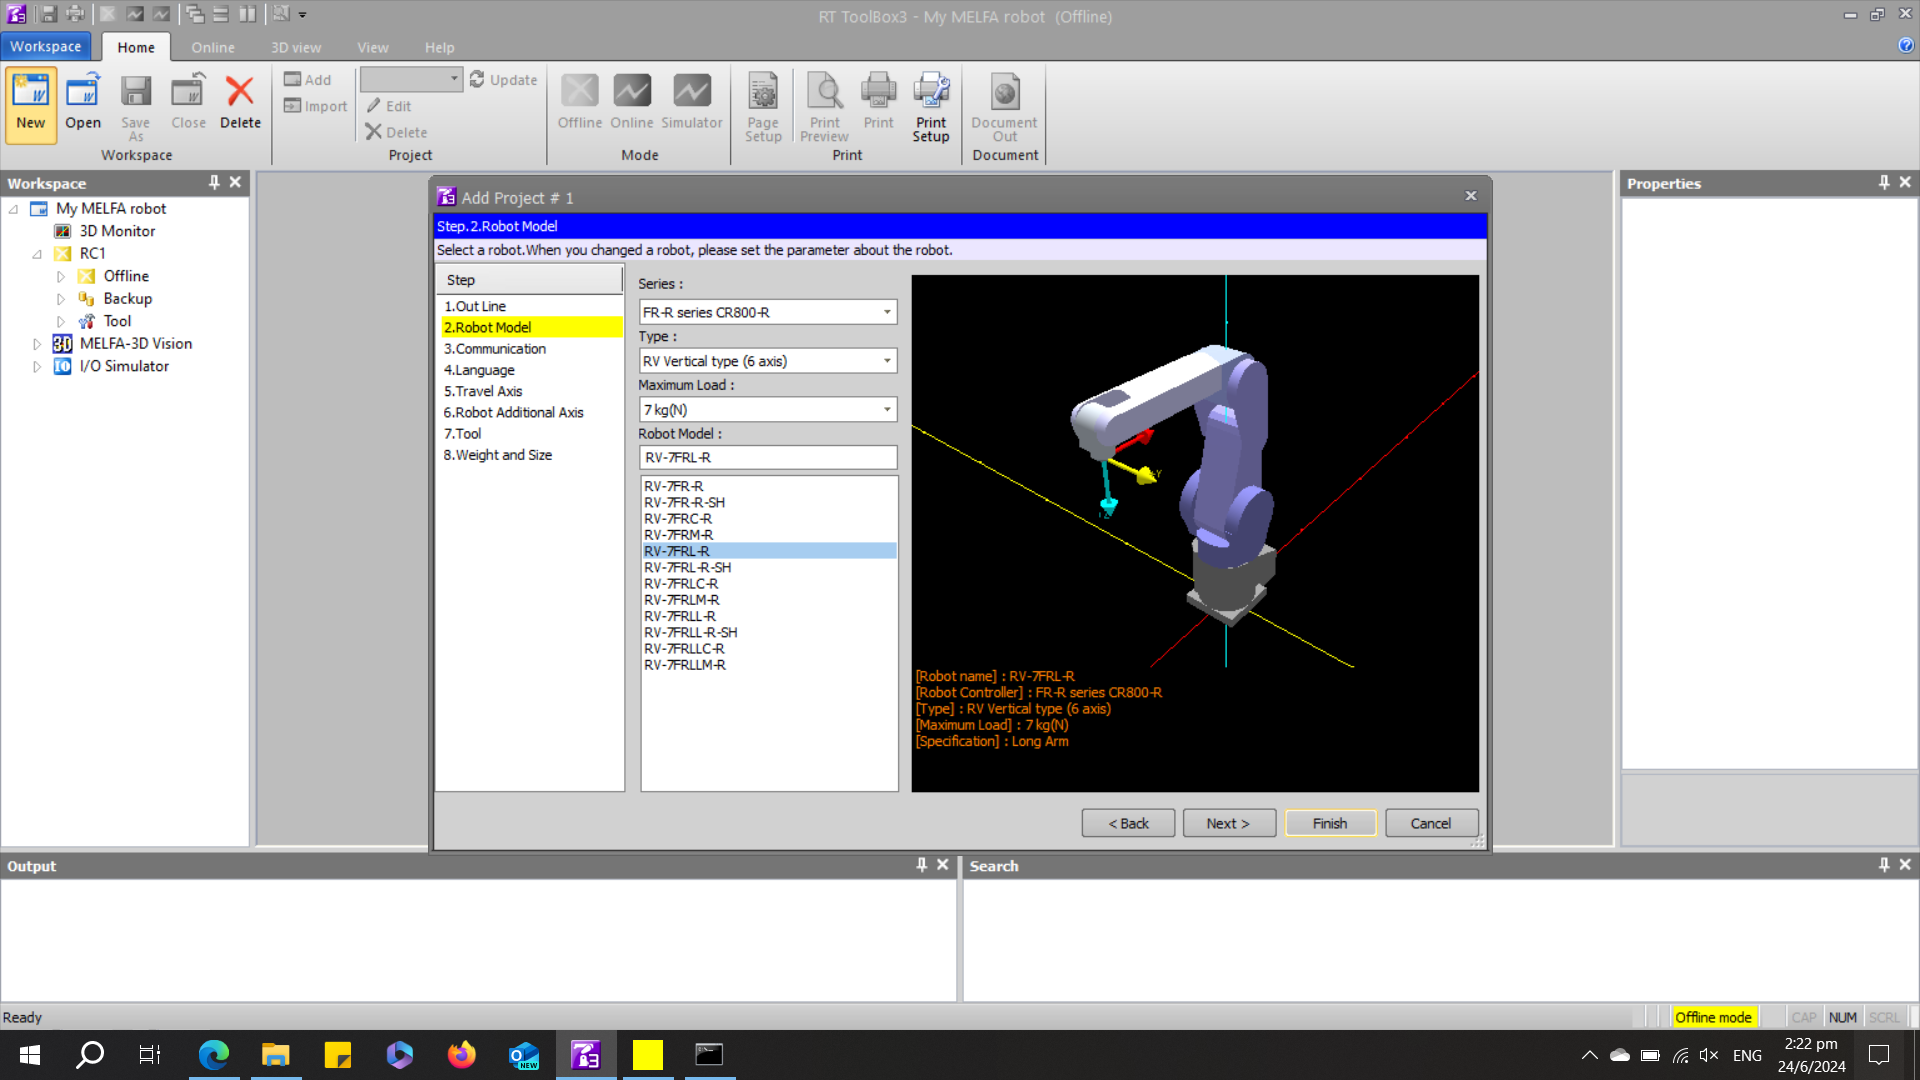 RT ToolBox3 - My MELFA robot (Offline)
Workspace
Home
Online
3D view
View
Help
New
Open
Save As
Close
Delete
Workspace
Add
Import
Update
Edit
Delete
Project
Offline
Online
Simulator
Mode
Page Setup
Print Preview
Print
Print Setup
Print
Document Out
Document
Workspace
My MELFA robot
3D Monitor
RC1
Offline
Backup
Tool
MELFA-3D Vision
I/O Simulator
Add Project # 1
Step.2.Robot Model
Select a robot.When you changed a robot, please set the parameter about the robot.
Step
1.Out Line
2.Robot Model
3.Communication
4.Language
5.Travel Axis
6.Robot Additional Axis
7.Tool
8.Weight and Size
Series :
FR-R series CR800-R
Type :
RV Vertical type (6 axis)
Maximum Load :
7 kg(N)
Robot Model :
RV-7FRL-R
RV-7FR-R
RV-7FR-R-SH
RV-7FRC-R
RV-7FRM-R
RV-7FRL-R
RV-7FRL-R-SH
RV-7FRLC-R
RV-7FRLM-R
RV-7FRLL-R
RV-7FRLL-R-SH
RV-7FRLLC-R
RV-7FRLLM-R
[Robot name] : RV-7FRL-R
[Robot Controller] : FR-R series CR800-R
[Type] : RV Vertical type (6 axis)
[Maximum Load] : 7 kg(N)
[Specification] : Long Arm
< Back
Next >
Finish
Cancel
Properties
Output
Search
Ready
Offline mode
CAP
NUM
SCRL
ENG
2:22 pm
24/6/2024